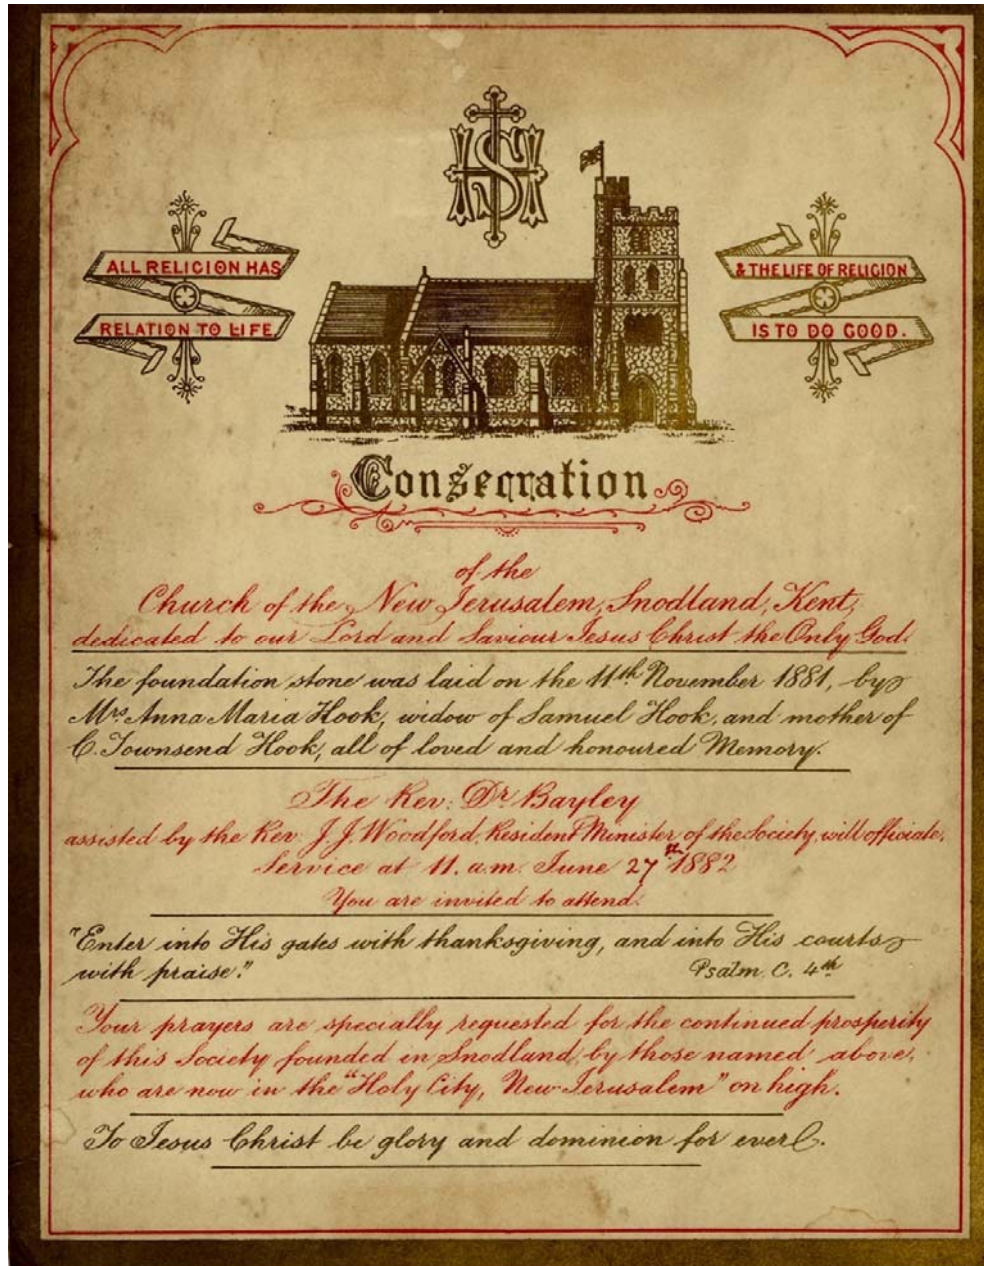 IHS
ALL RELIGION HAS
RELATION TO LIFE
& THE LIFE OF RELIGION
IS TO DO GOOD.
Consecration
of the
Church of the New Jerusalem, Snodland, Kent,
dedicated to our Lord and Saviour Jesus Christ the Only God.
The foundation stone was laid on the 11th November 1881, by
Mrs Anna Maria Hook, widow of Samuel Hook, and mother of
C. Townsend Hook, all of loved and honoured Memory.
The Rev: Dr Bayley
assisted by the Rev: J. J. Woodford, Resident Minister of the Society, will officiate.
Service at 11. a.m. June 27th 1882
You are invited to attend.
"Enter into His gates with thanksgiving, and into His courts
with praise." Psalm. C. 4th
Your prayers are specially requested for the continued prosperity
of this Society founded in Snodland, by those named above,
who are now in the "Holy City, New Jerusalem" on high.
To Jesus Christ be glory and dominion for ever.